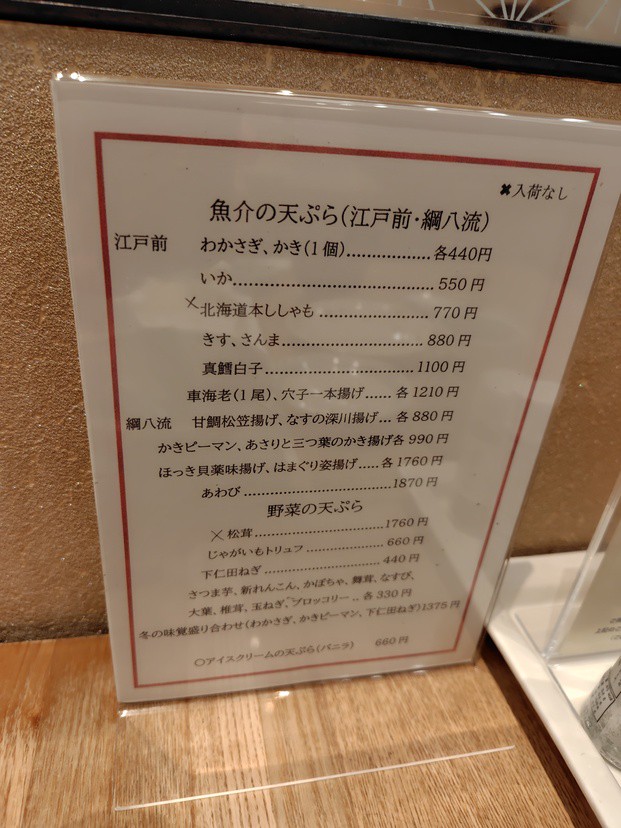 ✖入荷なし
魚介の天ぷら(江戸前・綱八流)
江戸前 わかさぎ、かき(1個)………………各440円
いか…………………………………… 550円
×北海道本ししゃも …………………… 770円
きす、さんま………………………… 880円
真鱈白子……………………………… 1100円
車海老(1尾)、穴子一本揚げ…… 各1210円
綱八流 甘鯛松笠揚げ、なすの深川揚げ… 各880円
かきピーマン、あさりと三つ葉のかき揚げ各990円
ほっき貝薬味揚げ、はまぐり姿揚げ…‥各1760円
あわび ………………………………1870円
野菜の天ぷら
×松茸……………………………1760円
じゃがいもトリュフ ………………… 660円
下仁田ねぎ ………………………… 440円
さつま芋、新れんこん、かぼちゃ、舞茸、なすび、
大葉、椎茸、玉ねぎ、ブロッコリー‥各330円
冬の味覚盛り合わせ(わかさぎ、かきピーマン、下仁田ねぎ)1375円
〇アイスクリームの天ぷら(バニラ) 660円